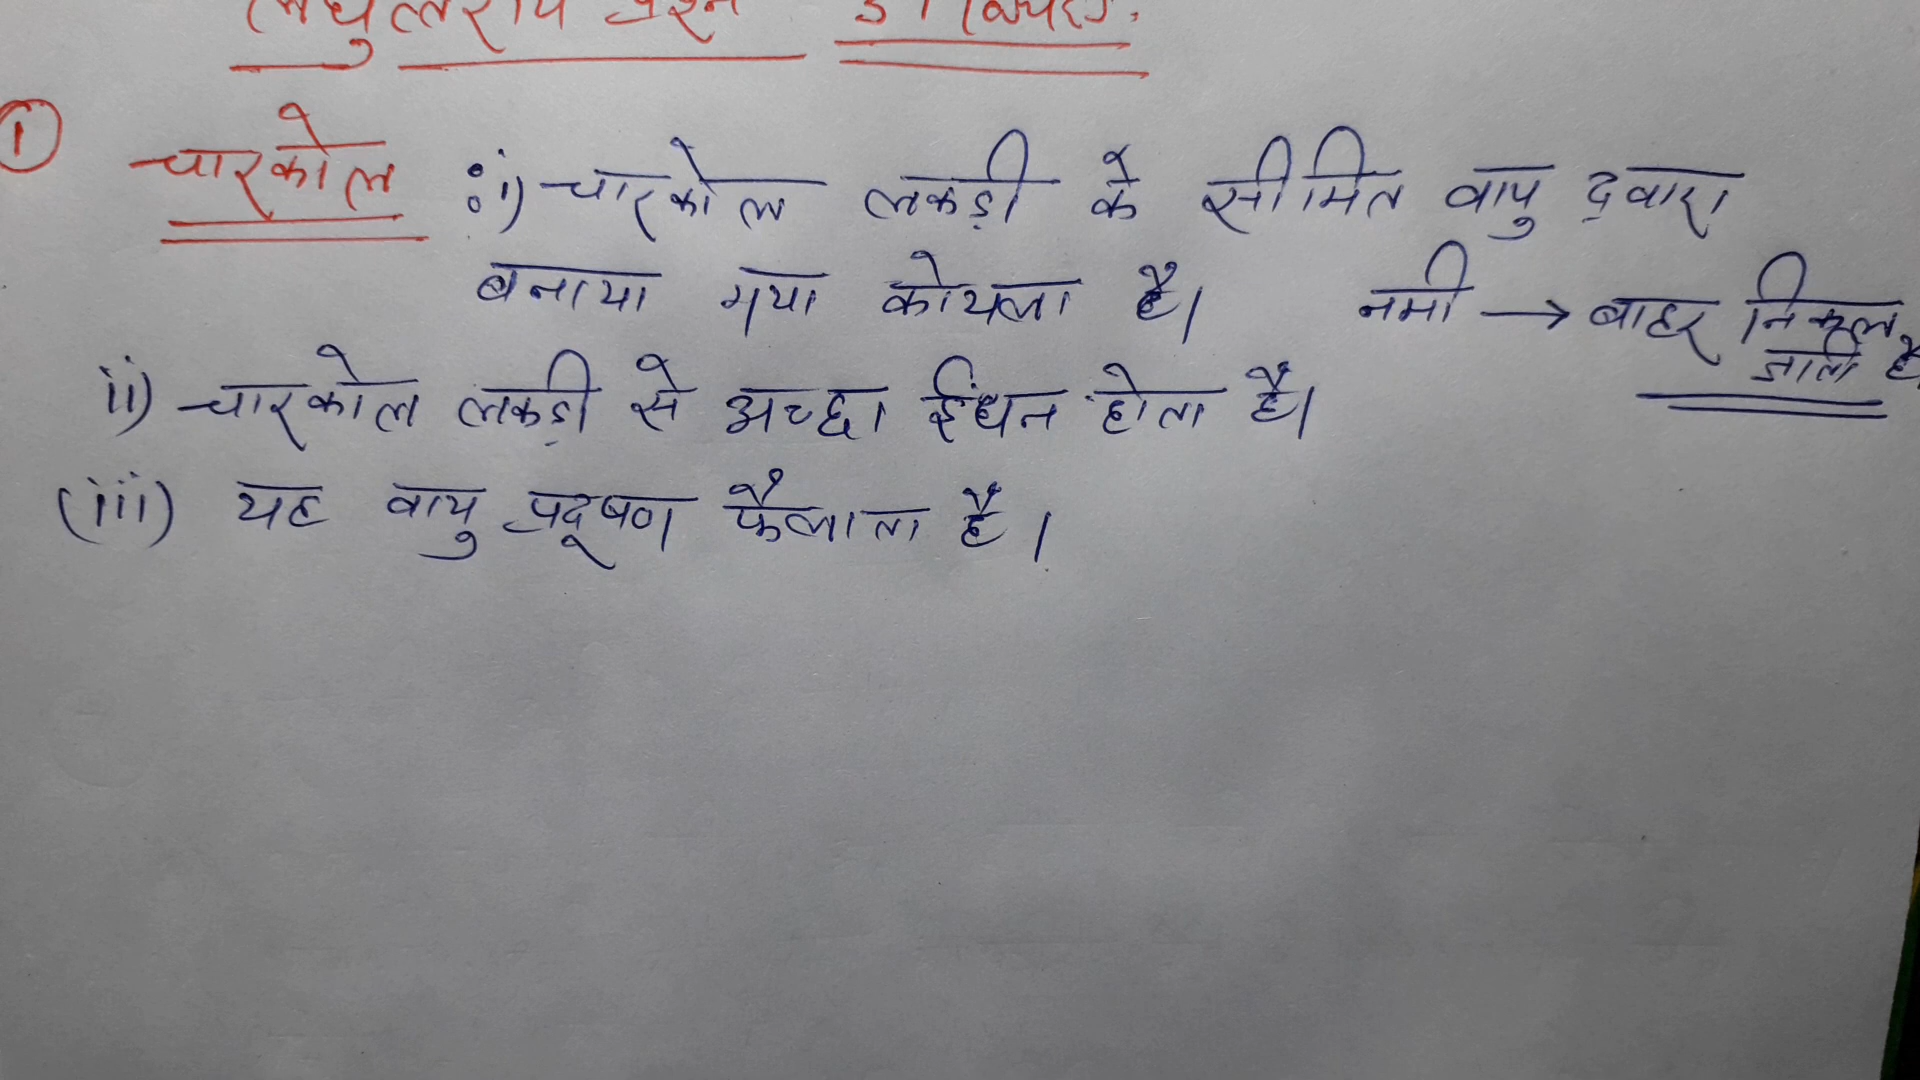 लघुत्तरीय प्रश्न
① चारकोल :i) चारकोल लकड़ी के सीमित वायु द्वारा
बनाया गया कोयला है। नमी → बाहर निकल
जाती है
ii) चारकोल लकड़ी से अच्छा ईंधन होता है।
(iii) यह वायु प्रदूषण फैलाता है।